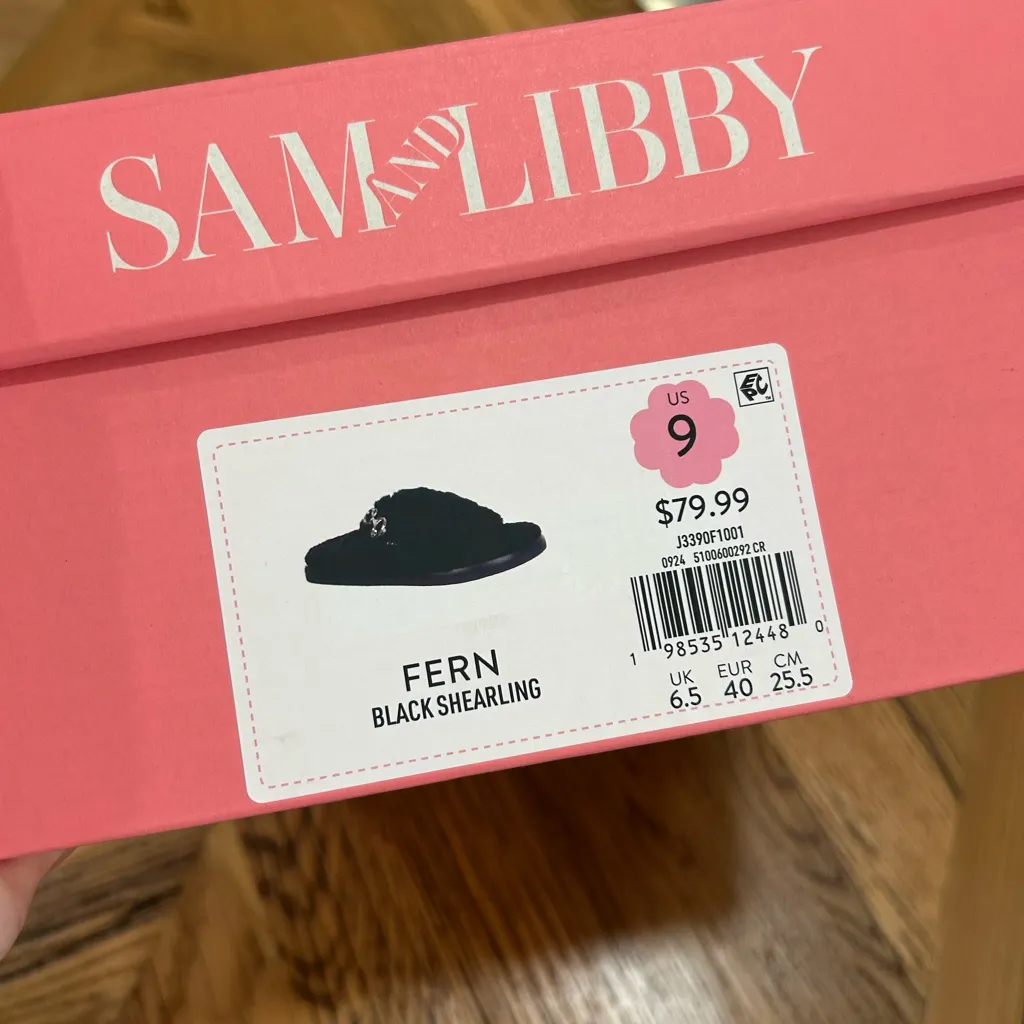 SAM AND LIBBY
US
9
EPC
$79.99
J3390F1001
0924 5100600292 CR
1 98535 12448 0
FERN
BLACK SHEARLING
UK EUR CM
6.5 40 25.5